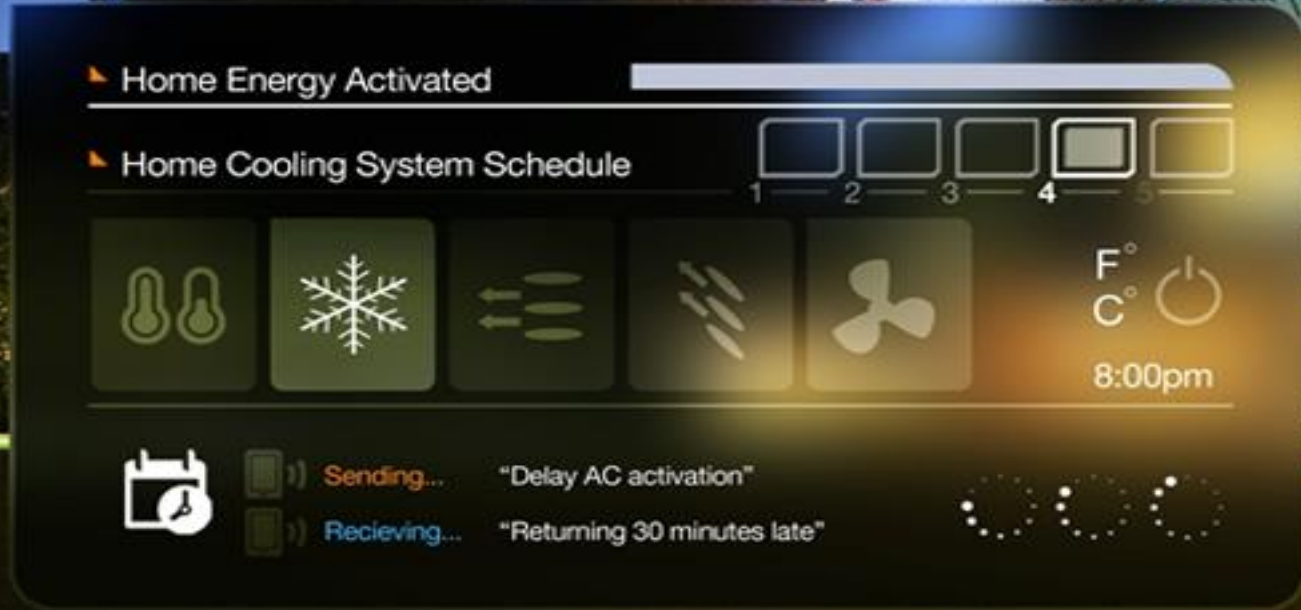 Home Energy Activated
Home Cooling System Schedule
1 2 3 4 5
F°
C°
8:00pm
Sending... "Delay AC activation"
Recieving... "Returning 30 minutes late"